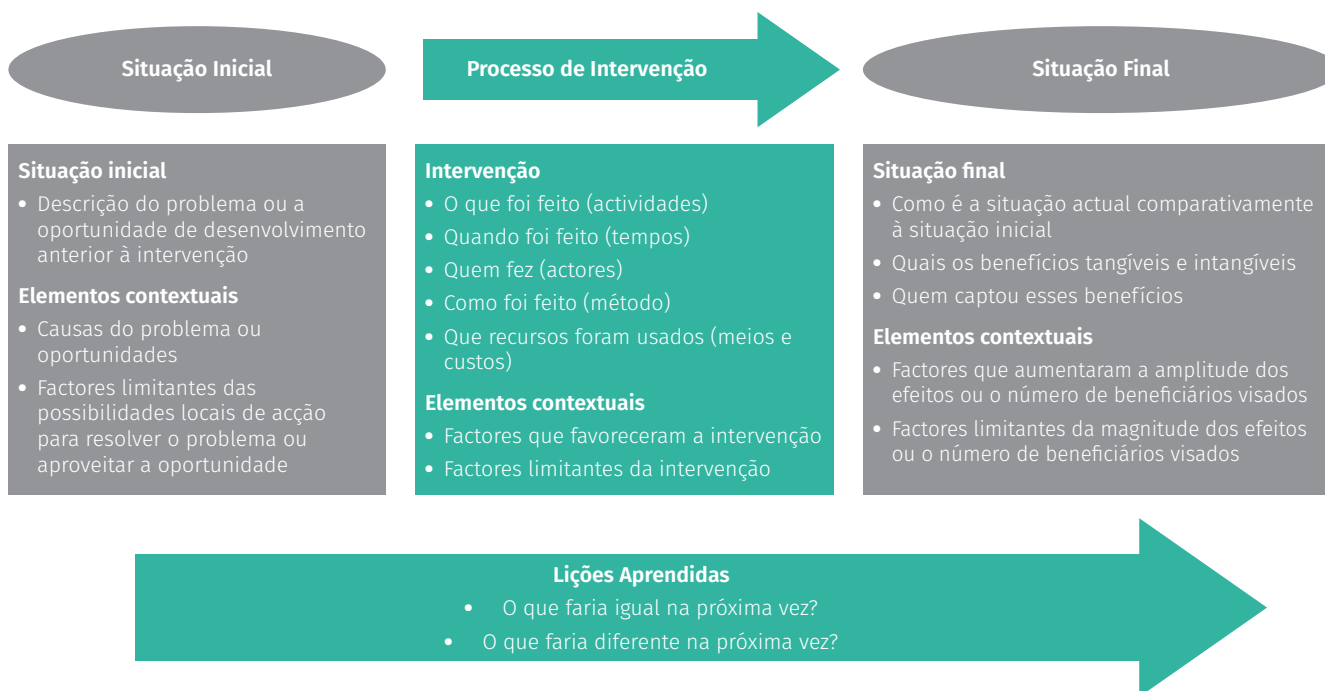 Situação Inicial
Processo de Intervenção
Situação Final
Situação inicial
• Descrição do problema ou a
oportunidade de desenvolvimento
anterior à intervenção
Elementos contextuais
• Causas do problema ou
oportunidades
• Factores limitantes das
possibilidades locais de acção
para resolver o problema ou
aproveitar a oportunidade
Intervenção
• O que foi feito (actividades)
• Quando foi feito (tempos)
• Quem fez (actores)
• Como foi feito (método)
• Que recursos foram usados (meios e
custos)
Elementos contextuais
• Factores que favoreceram a intervenção
• Factores limitantes da intervenção
Situação final
• Como é a situação actual comparativamente
à situação inicial
• Quais os benefícios tangíveis e intangíveis
• Quem captou esses benefícios
Elementos contextuais
• Factores que aumentaram a amplitude dos
efeitos ou o número de beneficiários visados
• Factores limitantes da magnitude dos efeitos
ou o número de beneficiários visados
Lições Aprendidas
• O que faria igual na próxima vez?
• O que faria diferente na próxima vez?